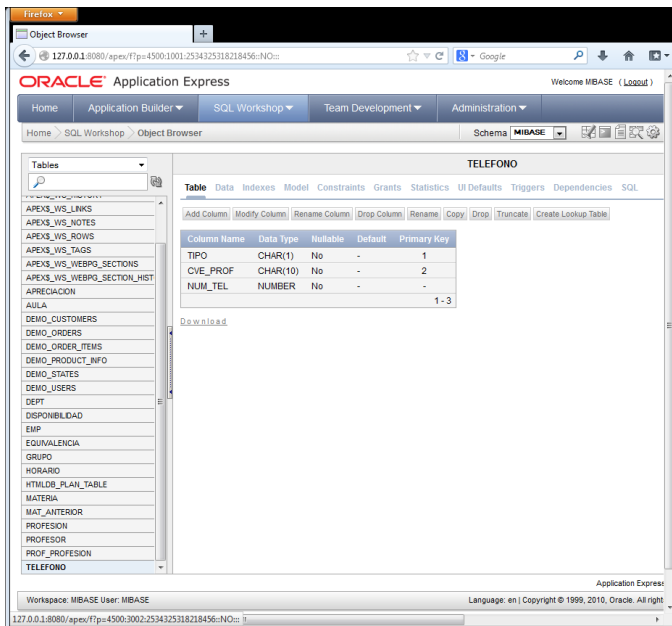 Firefox
Object Browser
+
127.0.0.1:8080/apex/f?p=4500:1001:2534325318218456::NO:::
Google
ORACLE Application Express
Welcome MIBASE ( Logout )
Home Application Builder SQL Workshop Team Development Administration
Home SQL Workshop Object Browser
Schema MIBASE
Tables
TELEFONO
Table Data Indexes Model Constraints Grants Statistics UI Defaults Triggers Dependencies SQL
Add Column Modify Column Rename Column Drop Column Rename Copy Drop Truncate Create Lookup Table
Column Name Data Type Nullable Default Primary Key
TIPO CHAR(1) No - 1
CVE_PROF CHAR(10) No - 2
NUM_TEL NUMBER No - -
1 - 3
Download
APEX$_WS_LINKS
APEX$_WS_NOTES
APEX$_WS_ROWS
APEX$_WS_TAGS
APEX$_WS_WEBPG_SECTIONS
APEX$_WS_WEBPG_SECTION_HIST
APRECIACION
AULA
DEMO_CUSTOMERS
DEMO_ORDERS
DEMO_ORDER_ITEMS
DEMO_PRODUCT_INFO
DEMO_STATES
DEMO_USERS
DEPT
DISPONIBILIDAD
EMP
EQUIVALENCIA
GRUPO
HORARIO
HTMLDB_PLAN_TABLE
MATERIA
MAT_ANTERIOR
PROFESION
PROFESOR
PROF_PROFESION
TELEFONO
Application Express
Workspace: MIBASE User: MIBASE
Language: en | Copyright © 1999, 2010, Oracle. All right
127.0.0.1:8080/apex/f?p=4500:3002:2534325318218456::NO:::